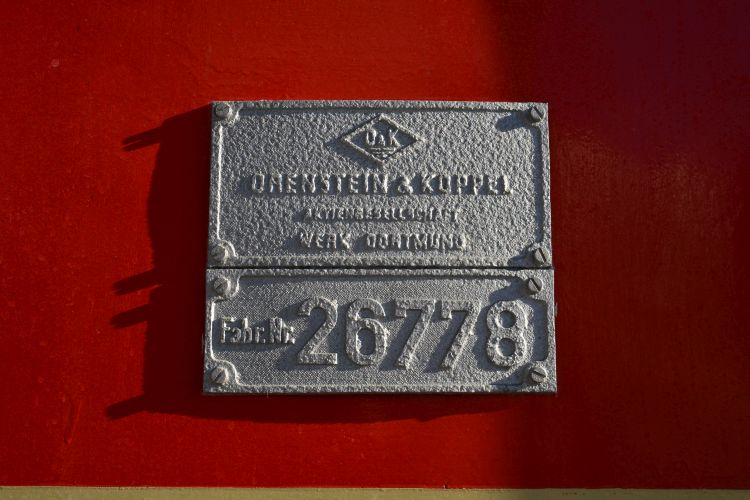 O&K
ORENSTEIN & KOPPEL
AKTIENGESELLSCHAFT
WERK DORTMUND
Fabr. Nr. 26778